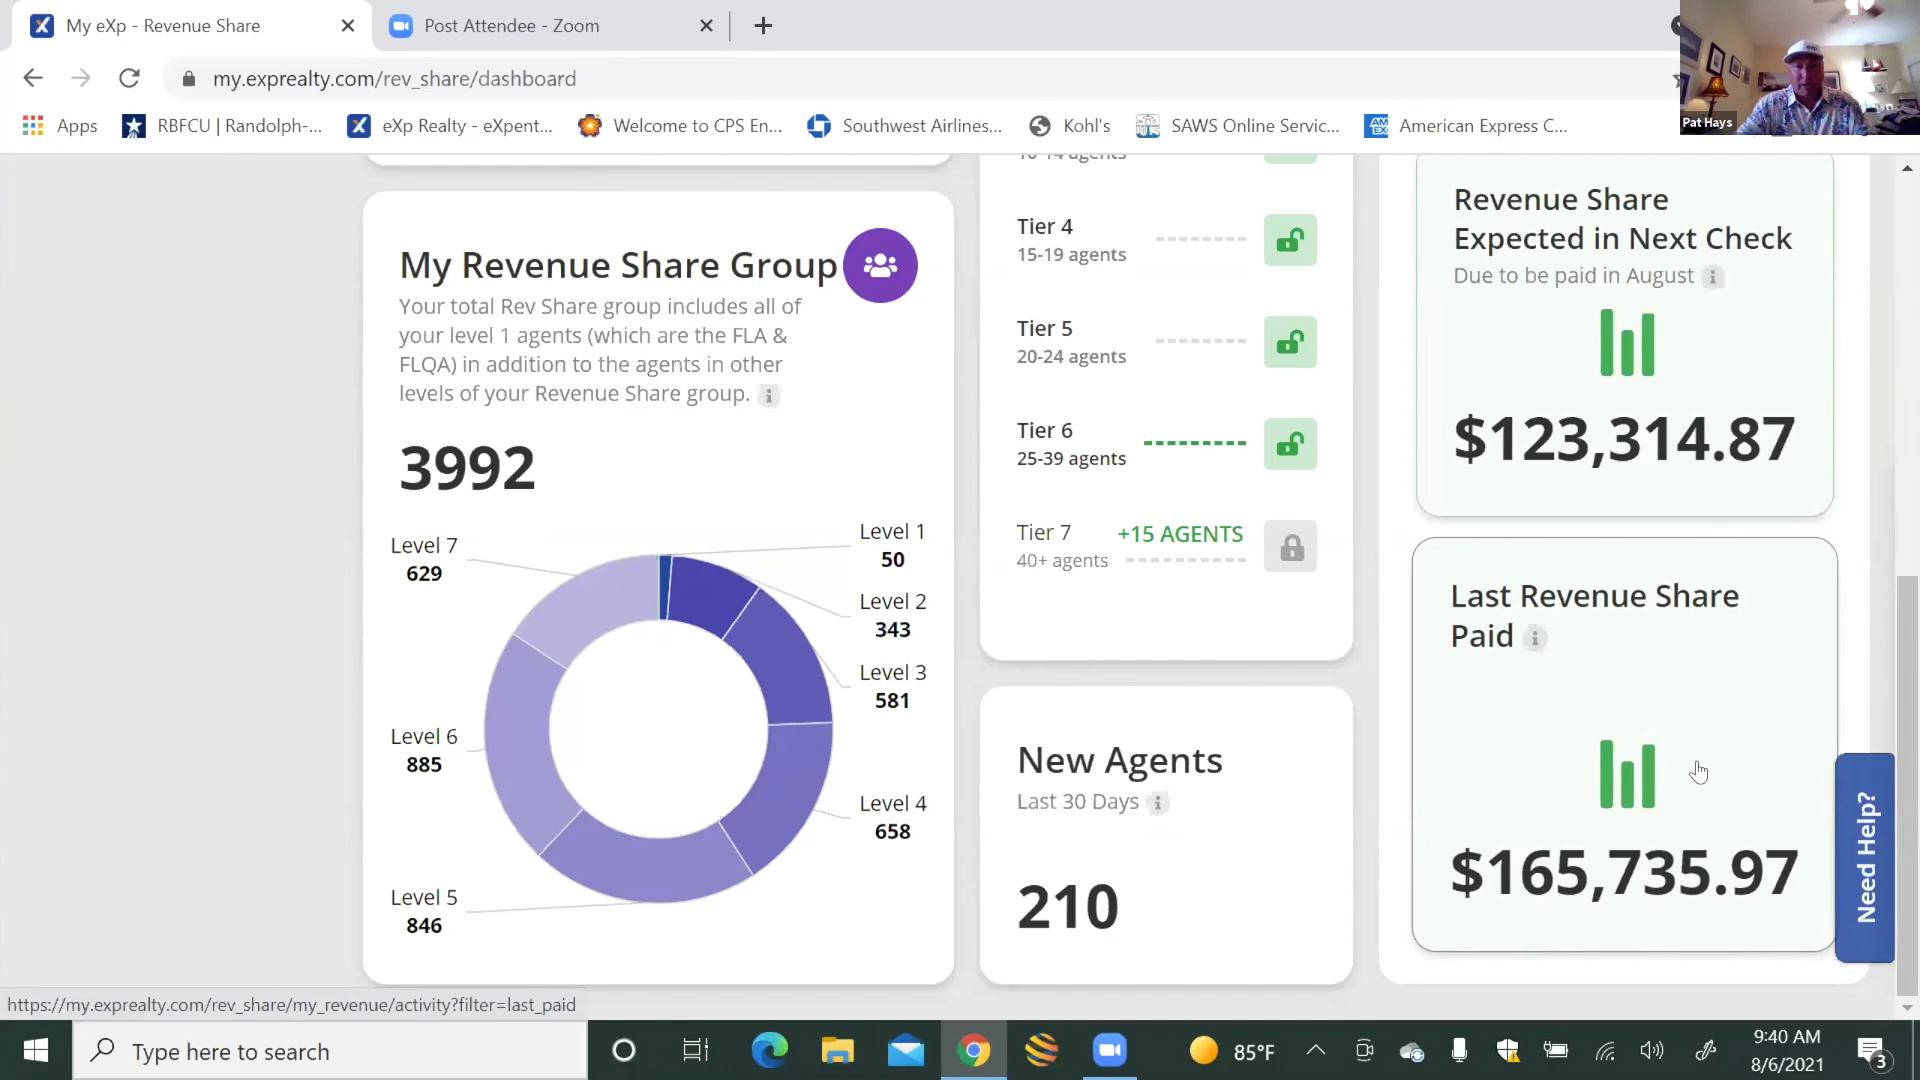 My eXp - Revenue Share
Post Attendee - Zoom
my.exprealty.com/rev_share/dashboard
Apps
RBFCU | Randolph-...
eXp Realty - eXpent...
Welcome to CPS En...
Southwest Airlines...
Kohl's
SAWS Online Servic...
AM EX
American Express C...
Pat Hays
My Revenue Share Group
Your total Rev Share group includes all of
your level 1 agents (which are the FLA &
FLQA) in addition to the agents in other
levels of your Revenue Share group.
3992
Level 1
50
Level 2
343
Level 3
581
Level 4
658
Level 5
846
Level 6
885
Level 7
629
10-14 agents
Tier 4
15-19 agents
Tier 5
20-24 agents
Tier 6
25-39 agents
Tier 7
+15 AGENTS
40+ agents
New Agents
Last 30 Days
210
Revenue Share
Expected in Next Check
Due to be paid in August
$123,314.87
Last Revenue Share
Paid
$165,735.97
Need Help?
https://my.exprealty.com/rev_share/my_revenue/activity?filter=last_paid
Type here to search
85°F
9:40 AM
8/6/2021
3